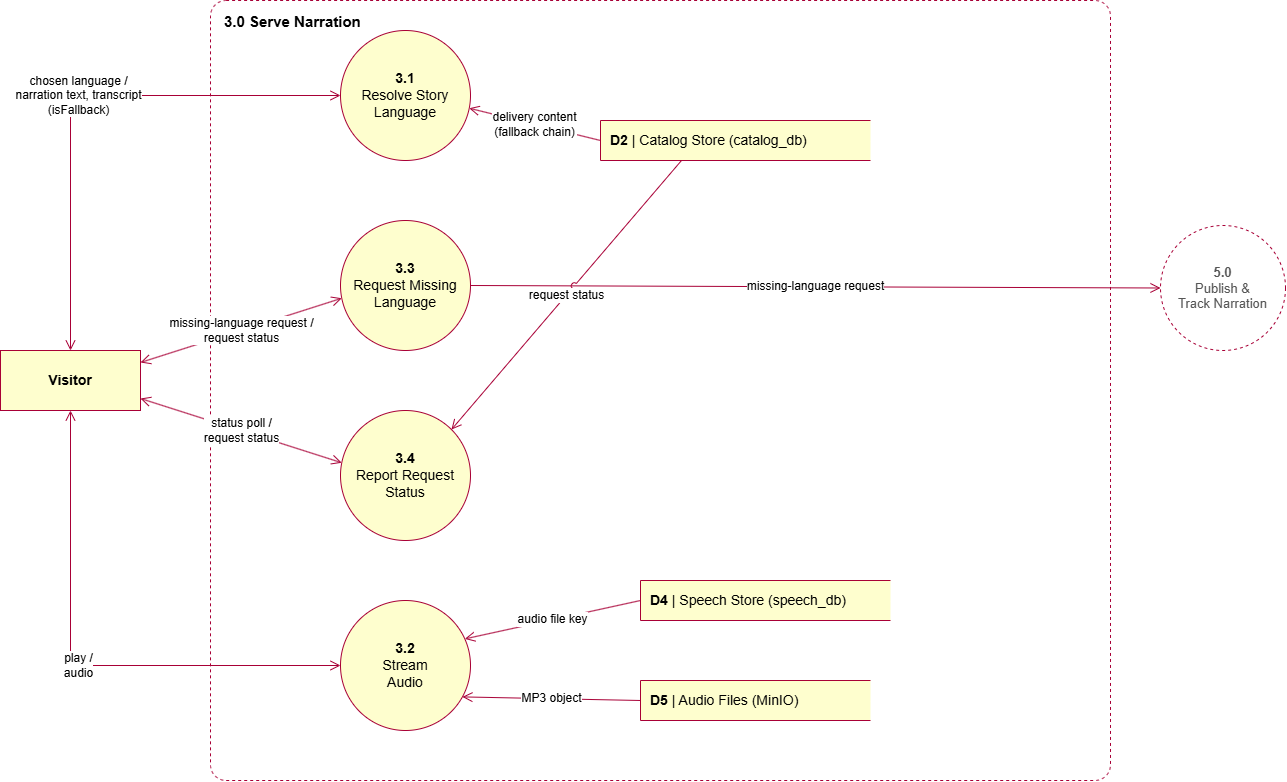 3.0 Serve Narration
3.1
Resolve Story
Language
chosen language /
narration text, transcript
(isFallback)
delivery content
(fallback chain)
D2 | Catalog Store (catalog_db)
3.3
Request Missing
Language
request status
missing-language request
5.0
Publish &
Track Narration
missing-language request /
request status
Visitor
status poll /
request status
3.4
Report Request
Status
D4 | Speech Store (speech_db)
audio file key
3.2
Stream
Audio
play /
audio
MP3 object
D5 | Audio Files (MinIO)